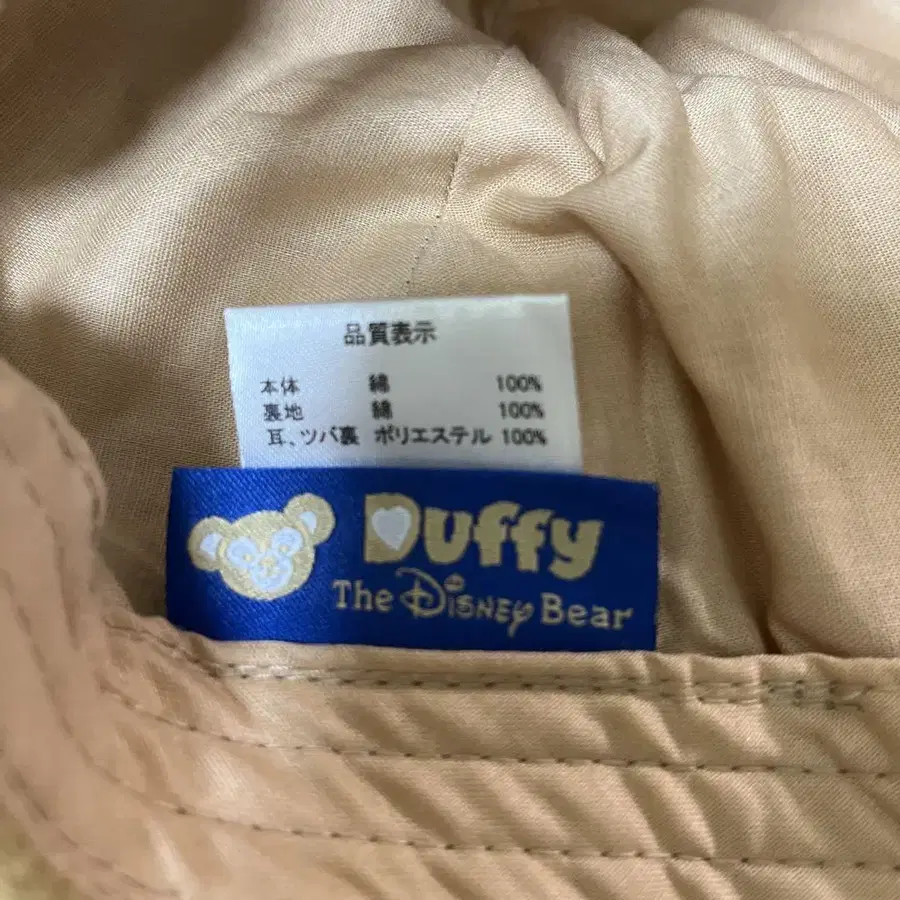 品質表示
本体 綿 100%
裏地 綿 100%
耳、ツバ裏 ポリエステル 100%
Duffy
The Disney Bear